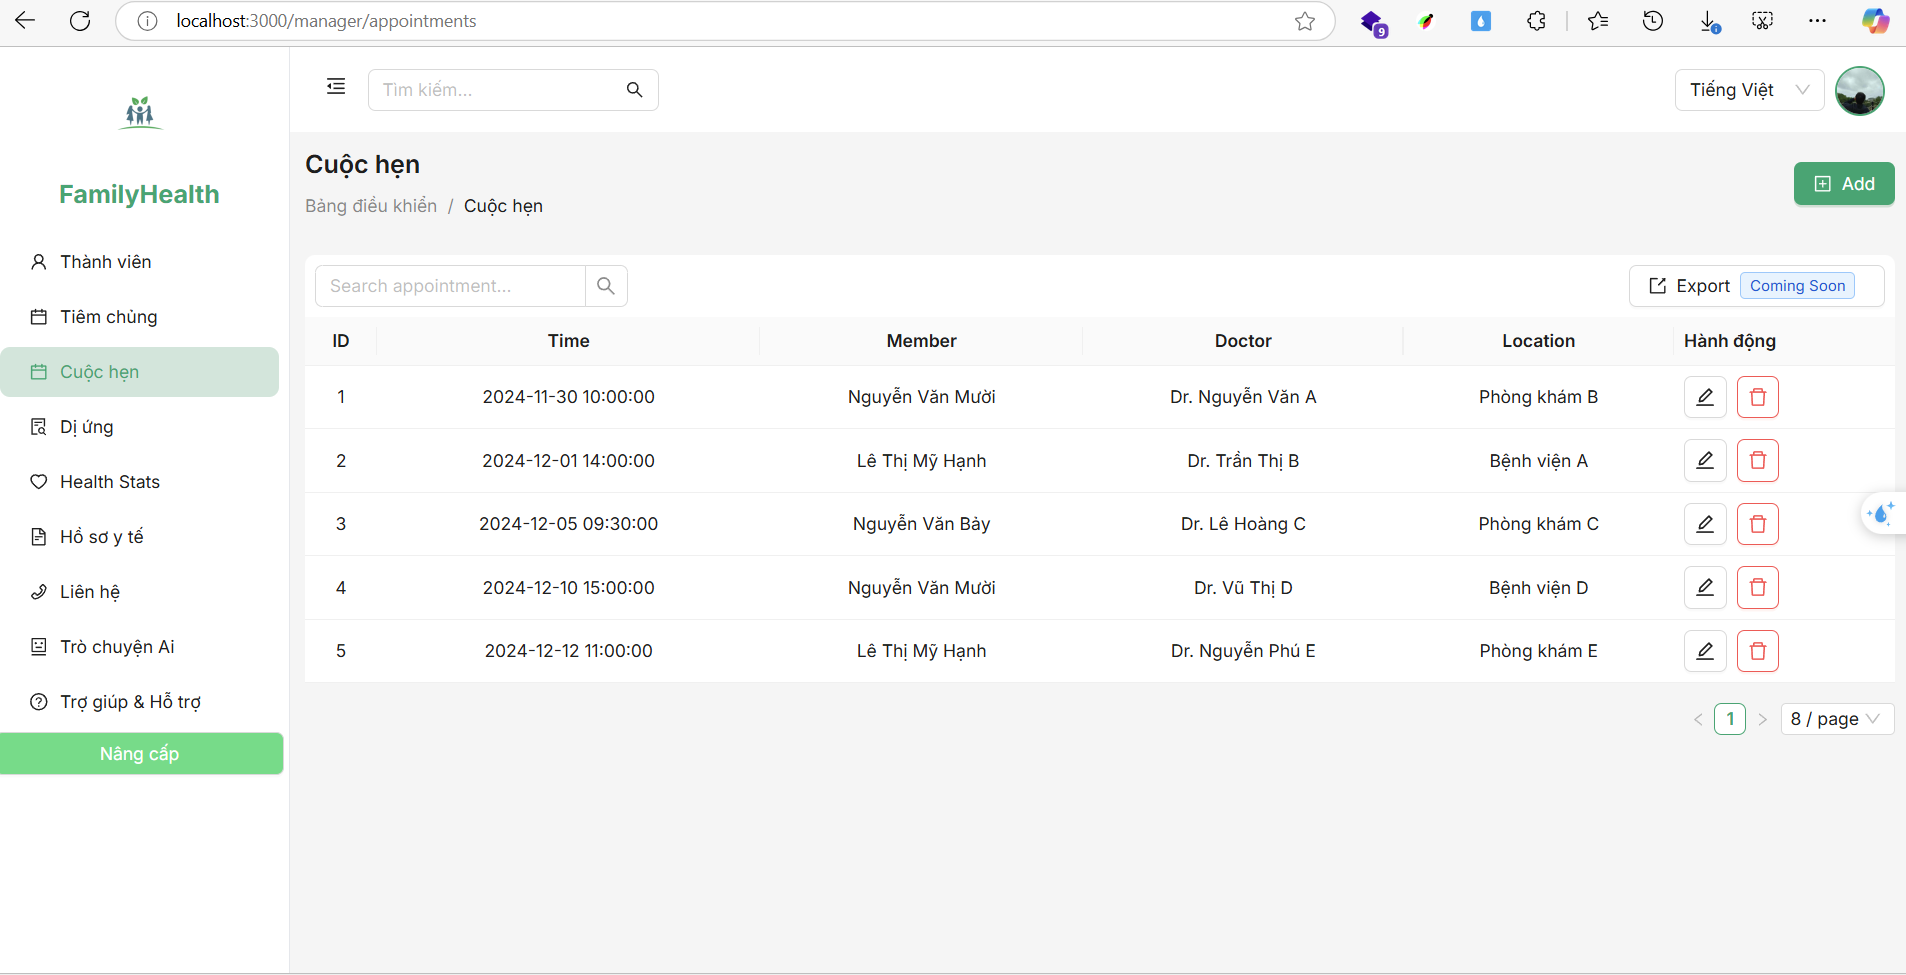 localhost:3000/manager/appointments
9
FamilyHealth
Thành viên
Tiêm chủng
Cuộc hẹn
Dị ứng
Health Stats
Hồ sơ y tế
Liên hệ
Trò chuyện Ai
Trợ giúp & Hỗ trợ
Nâng cấp
Tìm kiếm...
Tiếng Việt
Cuộc hẹn
Bảng điều khiển / Cuộc hẹn
Add
Search appointment...
Export Coming Soon
ID Time Member Doctor Location Hành động
1 2024-11-30 10:00:00 Nguyễn Văn Mười Dr. Nguyễn Văn A Phòng khám B
2 2024-12-01 14:00:00 Lê Thị Mỹ Hạnh Dr. Trần Thị B Bệnh viện A
3 2024-12-05 09:30:00 Nguyễn Văn Bảy Dr. Lê Hoàng C Phòng khám C
4 2024-12-10 15:00:00 Nguyễn Văn Mười Dr. Vũ Thị D Bệnh viện D
5 2024-12-12 11:00:00 Lê Thị Mỹ Hạnh Dr. Nguyễn Phú E Phòng khám E
1 8 / page